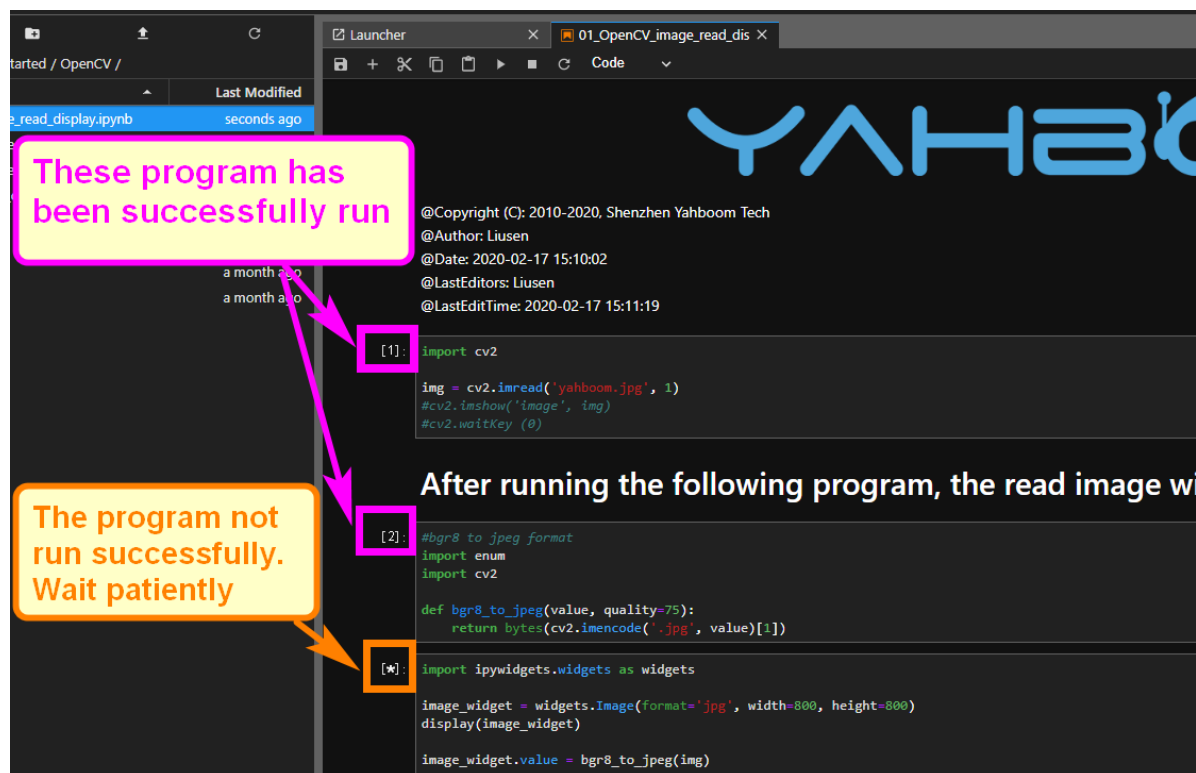 Launcher
01_OpenCV_image_read_dis
tarted / OpenCV /
Code
Last Modified
e_read_display.ipynb
seconds ago
These program has
been successfully run
a month ago
a month ago
YAHB
@Copyright (C): 2010-2020, Shenzhen Yahboom Tech
@Author: Liusen
@Date: 2020-02-17 15:10:02
@LastEditors: Liusen
@LastEditTime: 2020-02-17 15:11:19
[1]:
import cv2
img = cv2.imread('yahboom.jpg', 1)
#cv2.imshow('image', img)
#cv2.waitKey (0)
After running the following program, the read image wi
The program not
run successfully.
Wait patiently
[2]:
#bgr8 to jpeg format
import enum
import cv2
def bgr8_to_jpeg(value, quality=75):
return bytes(cv2.imencode('.jpg', value)[1])
[*]:
import ipywidgets.widgets as widgets
image_widget = widgets.Image(format='jpg', width=800, height=800)
display(image_widget)
image_widget.value = bgr8_to_jpeg(img)